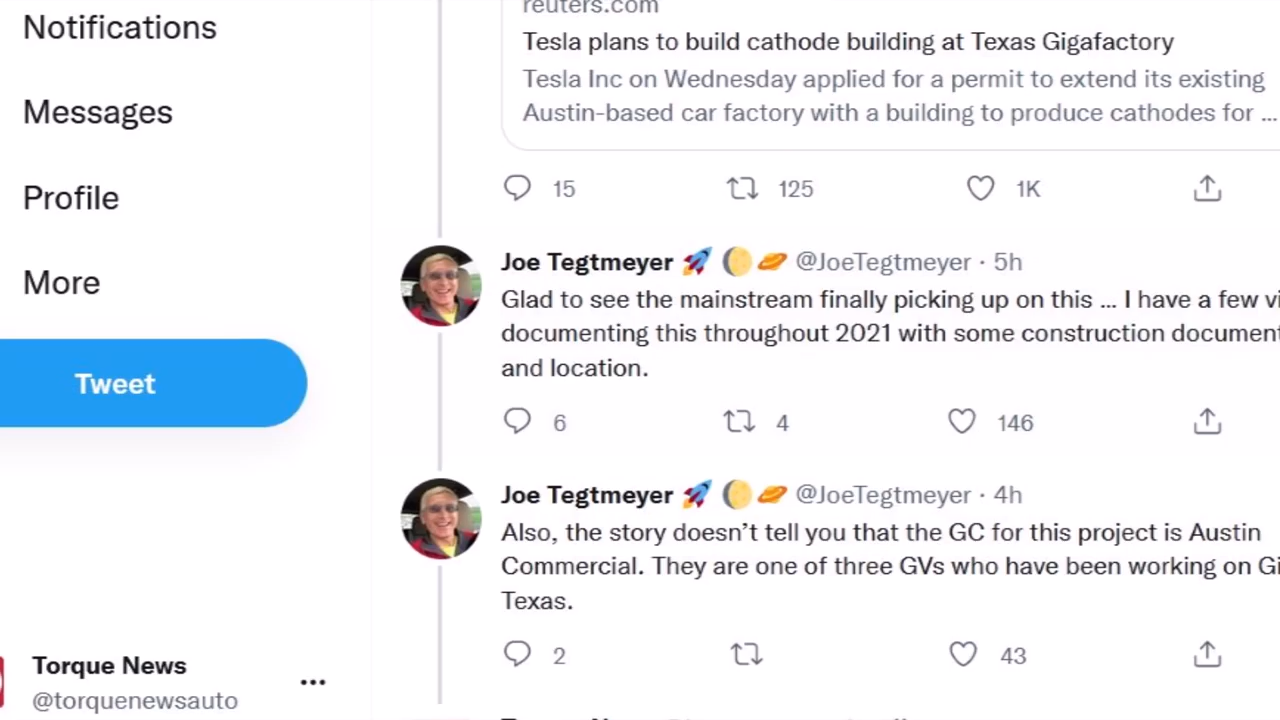 Notifications
Messages
Profile
More
Tweet
Torque News
@torquenewsauto
reuters.com
Tesla plans to build cathode building at Texas Gigafactory
Tesla Inc on Wednesday applied for a permit to extend its existing
Austin-based car factory with a building to produce cathodes for ...
15 125 1K
Joe Tegtmeyer @JoeTegtmeyer · 5h
Glad to see the mainstream finally picking up on this ... I have a few
documenting this throughout 2021 with some construction document
and location.
6 4 146
Joe Tegtmeyer @JoeTegtmeyer · 4h
Also, the story doesn’t tell you that the GC for this project is Austin
Commercial. They are one of three GVs who have been working on
Texas.
2 43